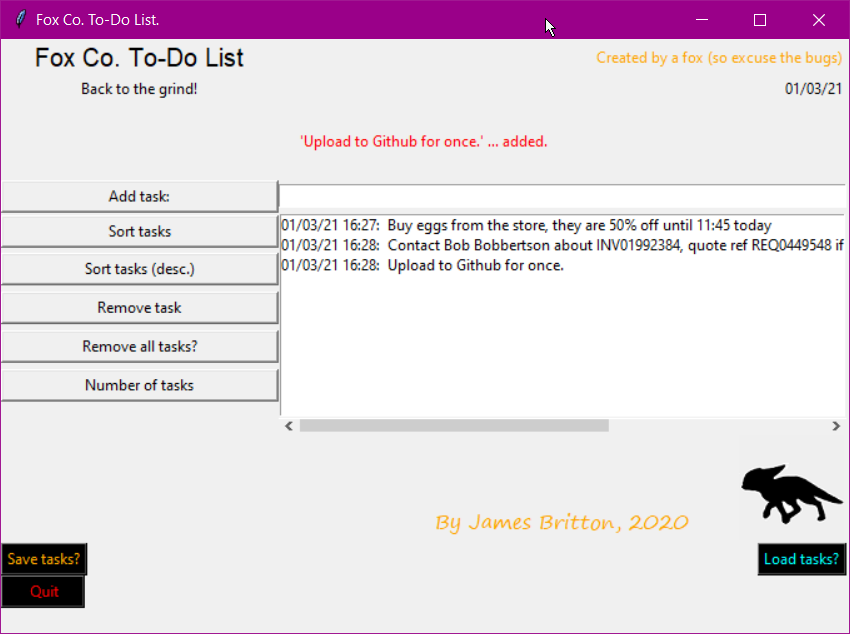 Fox Co. To-Do List.
Fox Co. To-Do List
Created by a fox (so excuse the bugs)
Back to the grind!
01/03/21
'Upload to Github for once.' ... added.
Add task:
Sort tasks
01/03/21 16:27: Buy eggs from the store, they are 50% off until 11:45 today
01/03/21 16:28: Contact Bob Bobbertson about INV01992384, quote ref REQ0449548 if
01/03/21 16:28: Upload to Github for once.
Sort tasks (desc.)
Remove task
Remove all tasks?
Number of tasks
By James Britton, 2020
Save tasks?
Load tasks?
Quit